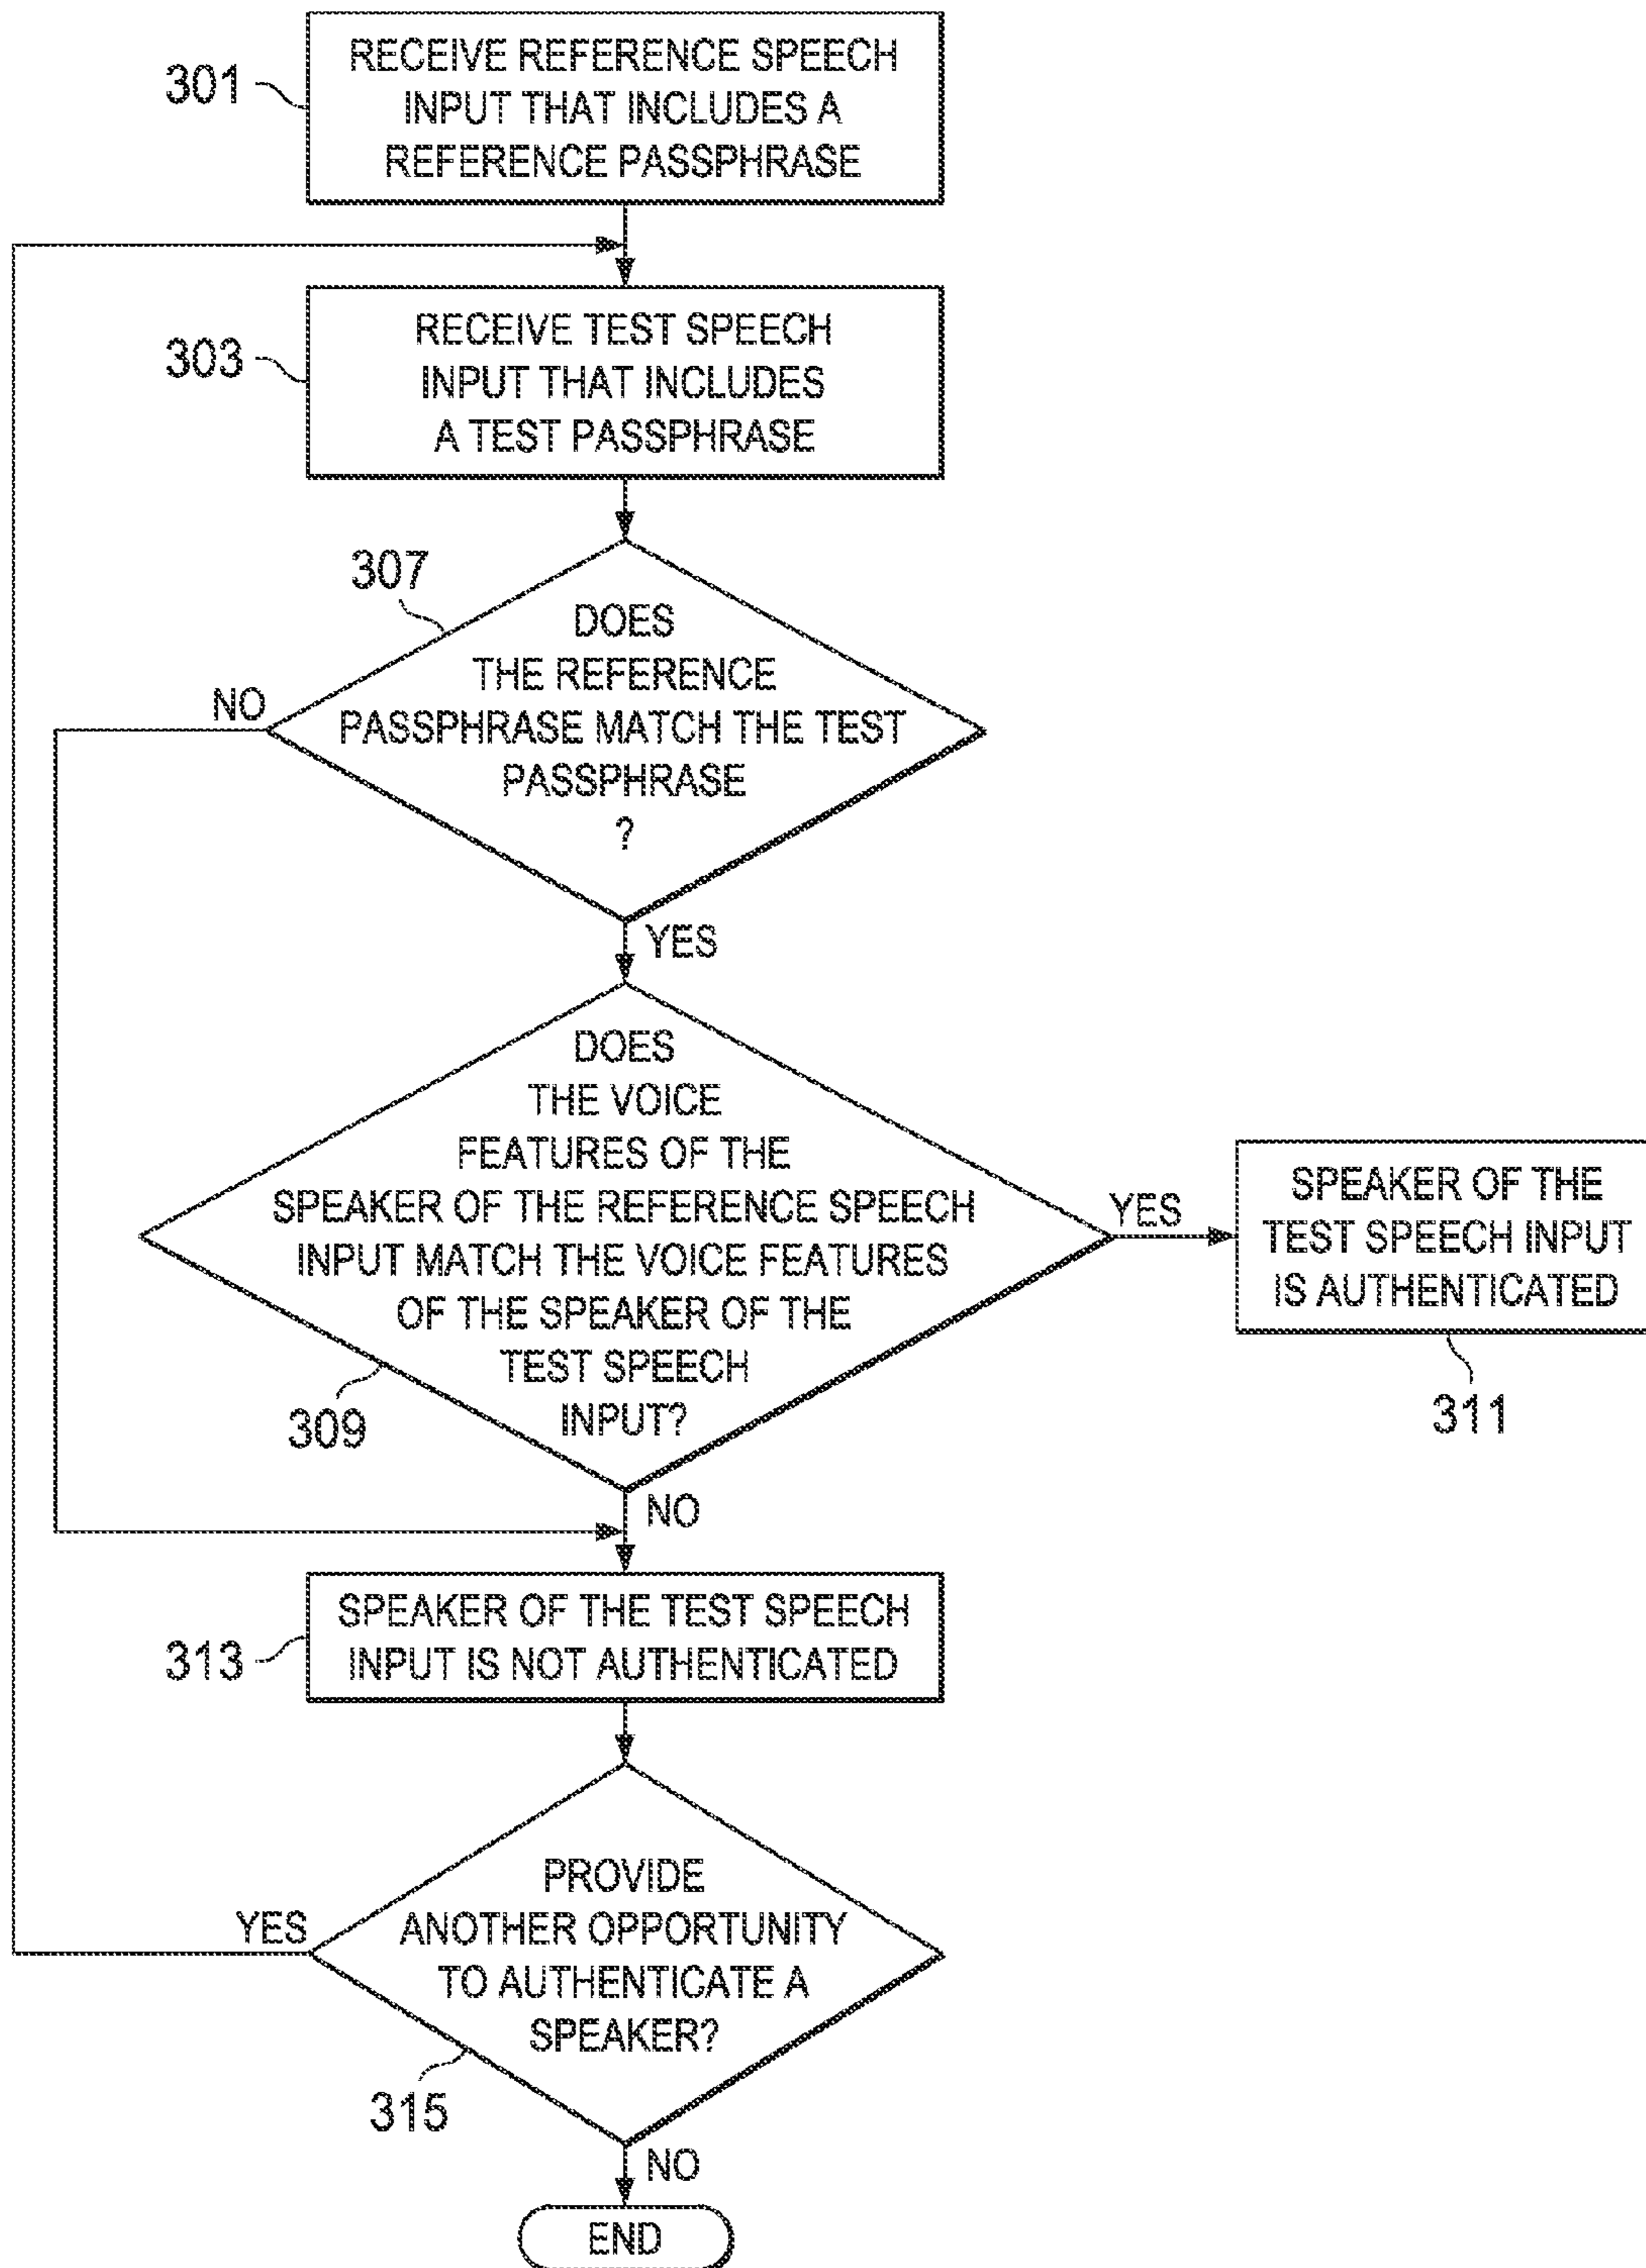 RECEIVE REFERENCE SPEECH
INPUT THAT INCLUDES A
REFERENCE PASSPHRASE
301
RECEIVE TEST SPEECH
INPUT THAT INCLUDES
A TEST PASSPHRASE
303
307
DOES
THE REFERENCE
PASSPHRASE MATCH THE TEST
PASSPHRASE
?
NO
YES
DOES
THE VOICE
FEATURES OF THE
SPEAKER OF THE REFERENCE SPEECH
INPUT MATCH THE VOICE FEATURES
OF THE SPEAKER OF THE
TEST SPEECH
INPUT?
309
YES
SPEAKER OF THE
TEST SPEECH INPUT
IS AUTHENTICATED
311
NO
SPEAKER OF THE TEST SPEECH
INPUT IS NOT AUTHENTICATED
313
PROVIDE
ANOTHER OPPORTUNITY
TO AUTHENTICATE A
SPEAKER?
YES
315
NO
END